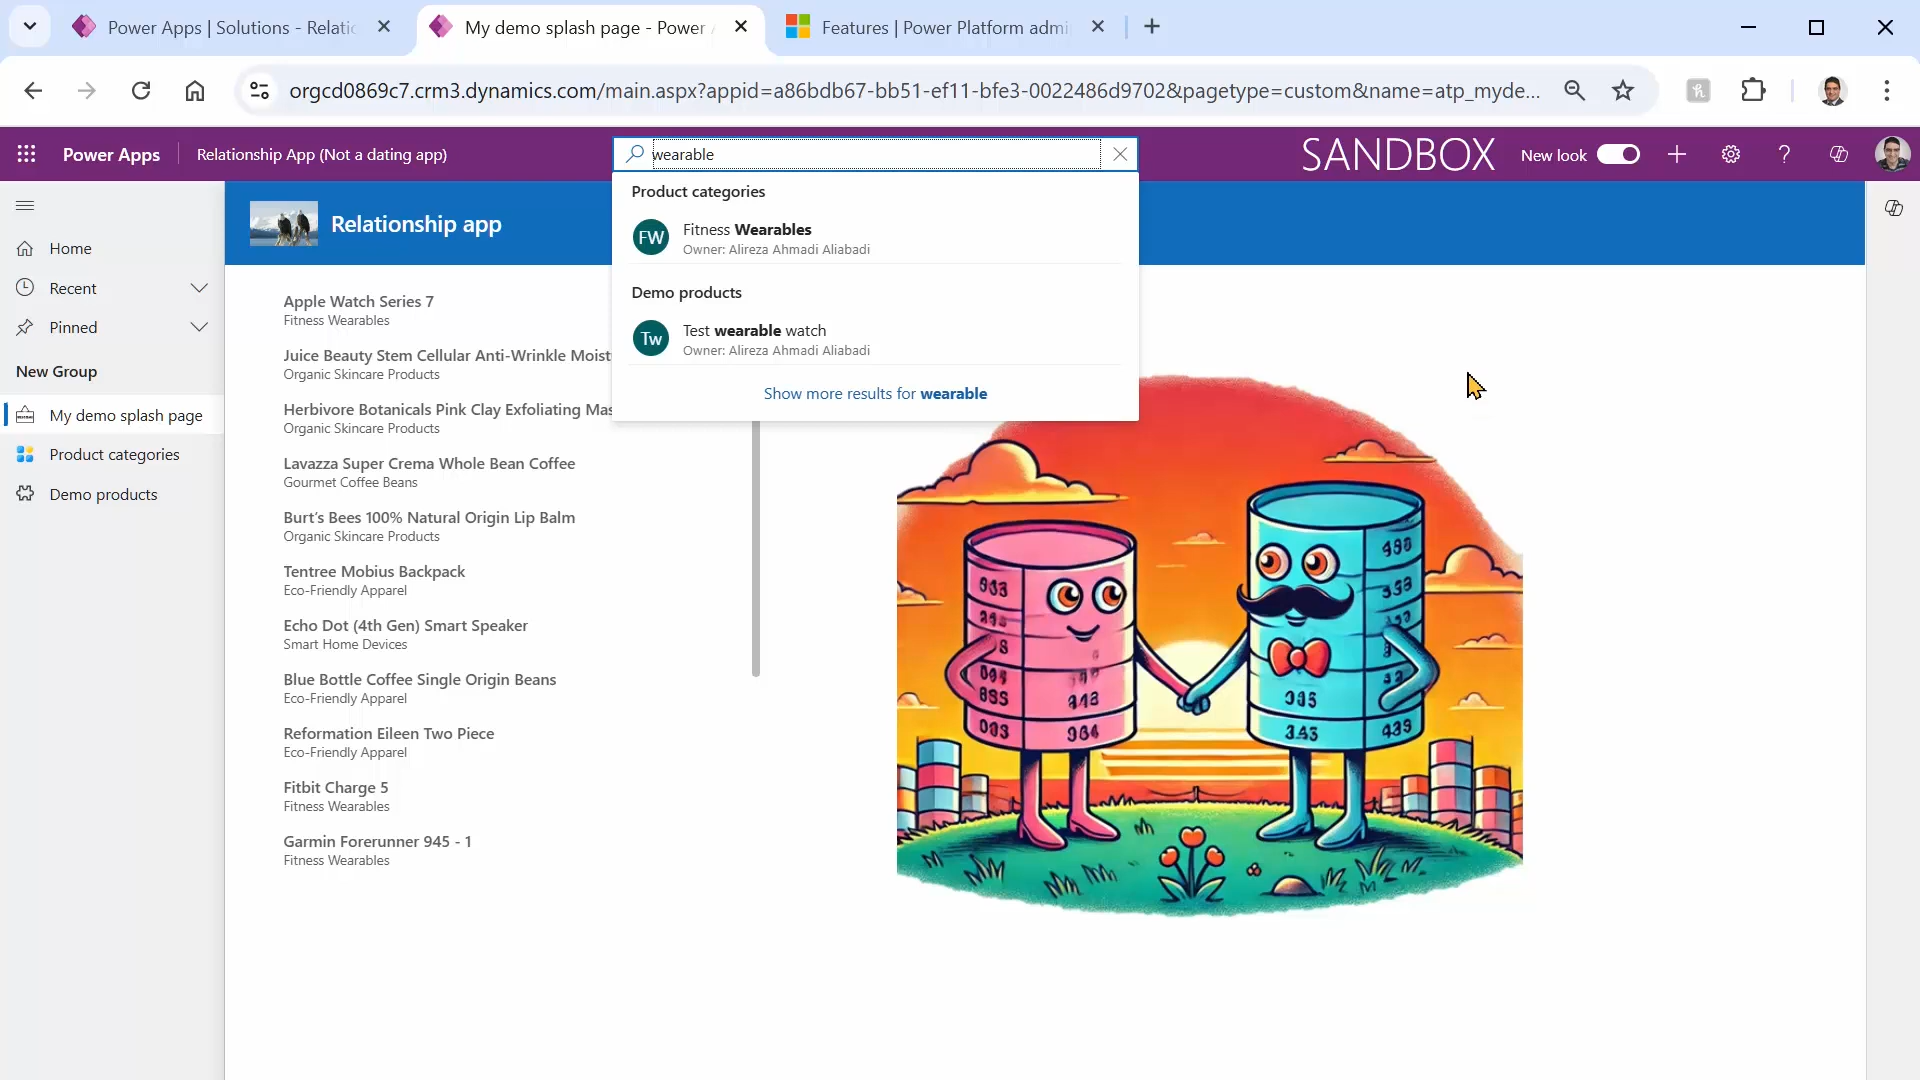 Power Apps | Solutions - Relatic
My demo splash page - Power A
Features | Power Platform admi
orgcd0869c7.crm3.dynamics.com/main.aspx?appid=a86bdb67-bb51-ef11-bfe3-0022486d9702&pagetype=custom&name=atp_myde...
Power Apps
Relationship App (Not a dating app)
wearable
SANDBOX
New look
Home
Recent
Pinned
New Group
My demo splash page
Product categories
Demo products
Relationship app
Product categories
FW
Fitness Wearables
Owner: Alireza Ahmadi Aliabadi
Demo products
Tw
Test wearable watch
Owner: Alireza Ahmadi Aliabadi
Show more results for wearable
Apple Watch Series 7
Fitness Wearables
Juice Beauty Stem Cellular Anti-Wrinkle Moist
Organic Skincare Products
Herbivore Botanicals Pink Clay Exfoliating Mas
Organic Skincare Products
Lavazza Super Crema Whole Bean Coffee
Gourmet Coffee Beans
Burt's Bees 100% Natural Origin Lip Balm
Organic Skincare Products
Tentree Mobius Backpack
Eco-Friendly Apparel
Echo Dot (4th Gen) Smart Speaker
Smart Home Devices
Blue Bottle Coffee Single Origin Beans
Eco-Friendly Apparel
Reformation Eileen Two Piece
Eco-Friendly Apparel
Fitbit Charge 5
Fitness Wearables
Garmin Forerunner 945 - 1
Fitness Wearables